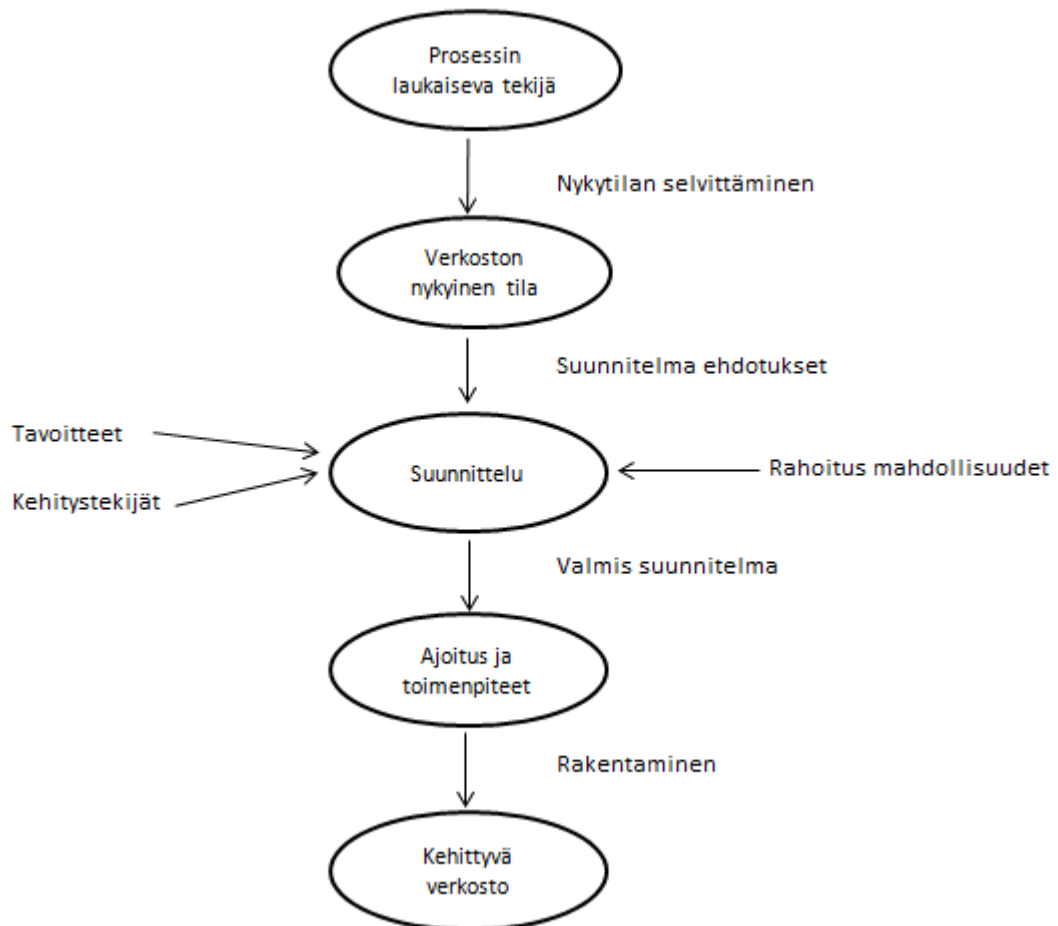 Prosessin
laukaiseva tekijä
Nykytilan selvittäminen
Verkoston
nykyinen tila
Suunnitelma ehdotukset
Tavoitteet
Suunnittelu
Rahoitus mahdollisuudet
Kehitystekijät
Valmis suunnitelma
Ajoitus ja
toimenpiteet
Rakentaminen
Kehittyvä
verkosto